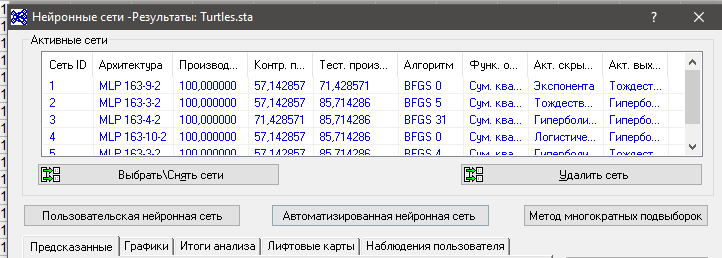 Нейронные сети -Результаты: Turtles.sta
Активные сети
Сеть ID Архитектура Производ... Контр. п... Тест. произ... Алгоритм Функ. о... Акт. скры... Акт. вых...
1 MLP 163-9-2 100,000000 57,142857 71,428571 BFGS 0 Сум. ква... Экспонента Тождест...
2 MLP 163-3-2 100,000000 57,142857 85,714286 BFGS 5 Сум. ква... Тождеств... Гипербо...
3 MLP 163-4-2 100,000000 71,428571 85,714286 BFGS 31 Сум. ква... Гиперболи... Гипербо...
4 MLP 163-10-2 100,000000 57,142857 85,714286 BFGS 0 Сум. ква... Логистиче... Гипербо...
5 MLP 163-3-2 100,000000 57,142857 85,714286 BFGS 4 Сум. ква... Гиперболи... Тождест...
Выбрать\Снять сети Удалить сеть
Пользовательская нейронная сеть Автоматизированная нейронная сеть Метод многократных подвыборок
Предсказанные Графики Итоги анализа Лифтовые карты Наблюдения пользователя